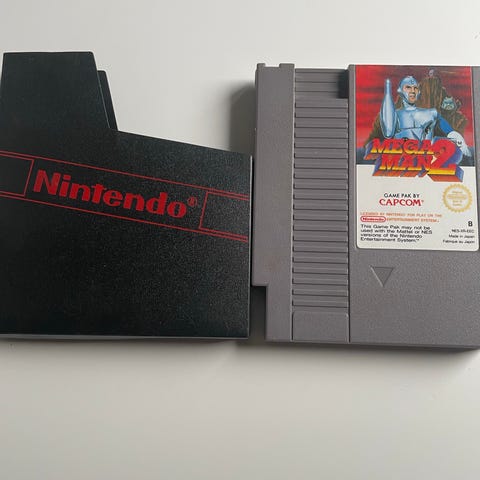 Nintendo®
MEGA
MAN 2
GAME PAK BY
CAPCOM®
LICENSED BY NINTENDO FOR PLAY ON THE
Nintendo ENTERTAINMENT SYSTEM™
This Game Pak may not be
used with the Mattel or NES
versions of the Nintendo
Entertainment System.
B
Made in Japan
Fabriqué au Japon